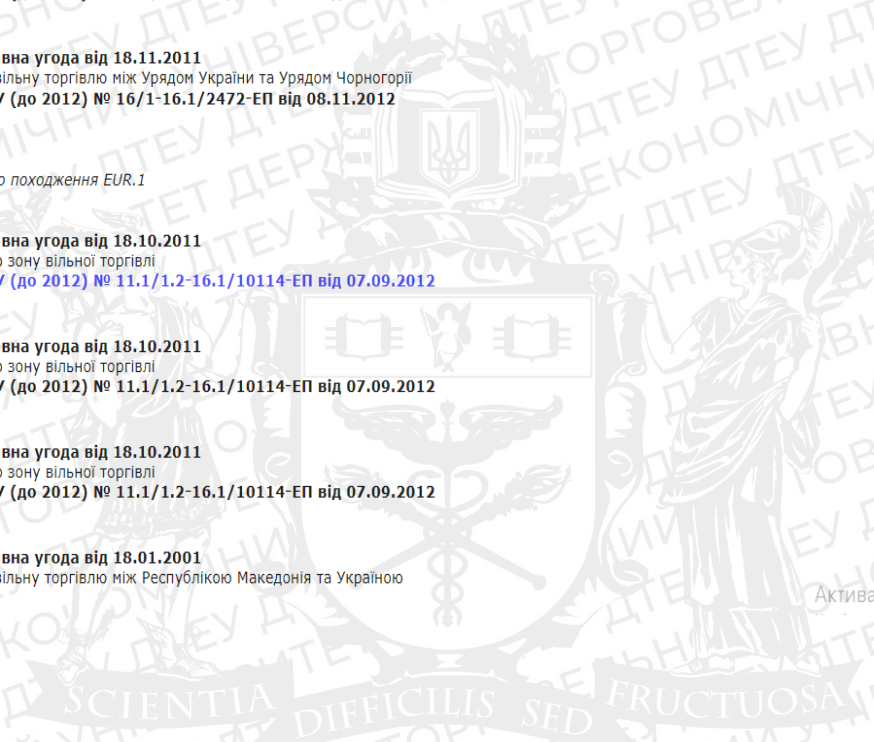 вна угода від 18.11.2011
вільну торгівлю між Урядом України та Урядом Чорногорії
У (до 2012) № 16/1-16.1/2472-ЕП від 08.11.2012
о походження EUR.1
вна угода від 18.10.2011
о зону вільної торгівлі
У (до 2012) № 11.1/1.2-16.1/10114-ЕП від 07.09.2012
вна угода від 18.10.2011
о зону вільної торгівлі
У (до 2012) № 11.1/1.2-16.1/10114-ЕП від 07.09.2012
вна угода від 18.10.2011
о зону вільної торгівлі
У (до 2012) № 11.1/1.2-16.1/10114-ЕП від 07.09.2012
вна угода від 18.01.2001
вільну торгівлю між Республікою Македонія та Україною
Актива
SCIENTIA DIFFICILIS SED FRUCTUOSA